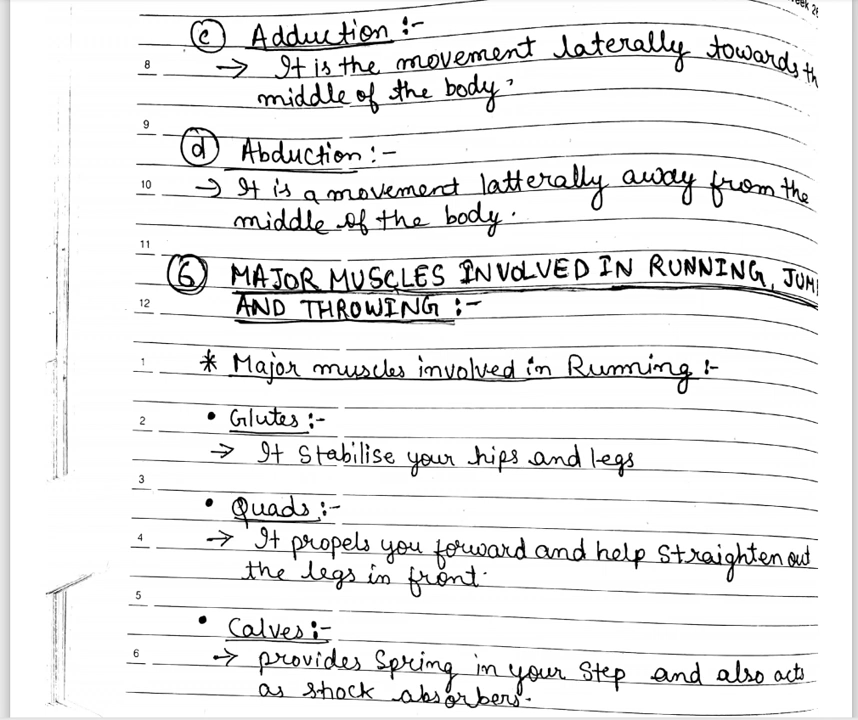 eek 26
(c) Adduction :-
8 → It is the movement laterally towards th
middle of the body.
9
(d) Abduction :-
10 → It is a movement latterally away from the
middle of the body.
11
(6) MAJOR MUSCLES INVOLVED IN RUNNING, JUM
12 AND THROWING :-
1 * Major muscles involved in Running :-
2 • Glutes :-
→ It Stabilise your hips and legs
3
• Quads :-
4 → It propels you forward and help Straighten out
the legs in front.
5
• Calves :-
6 → provides Spring in your Step and also acts
as shock absorbers.